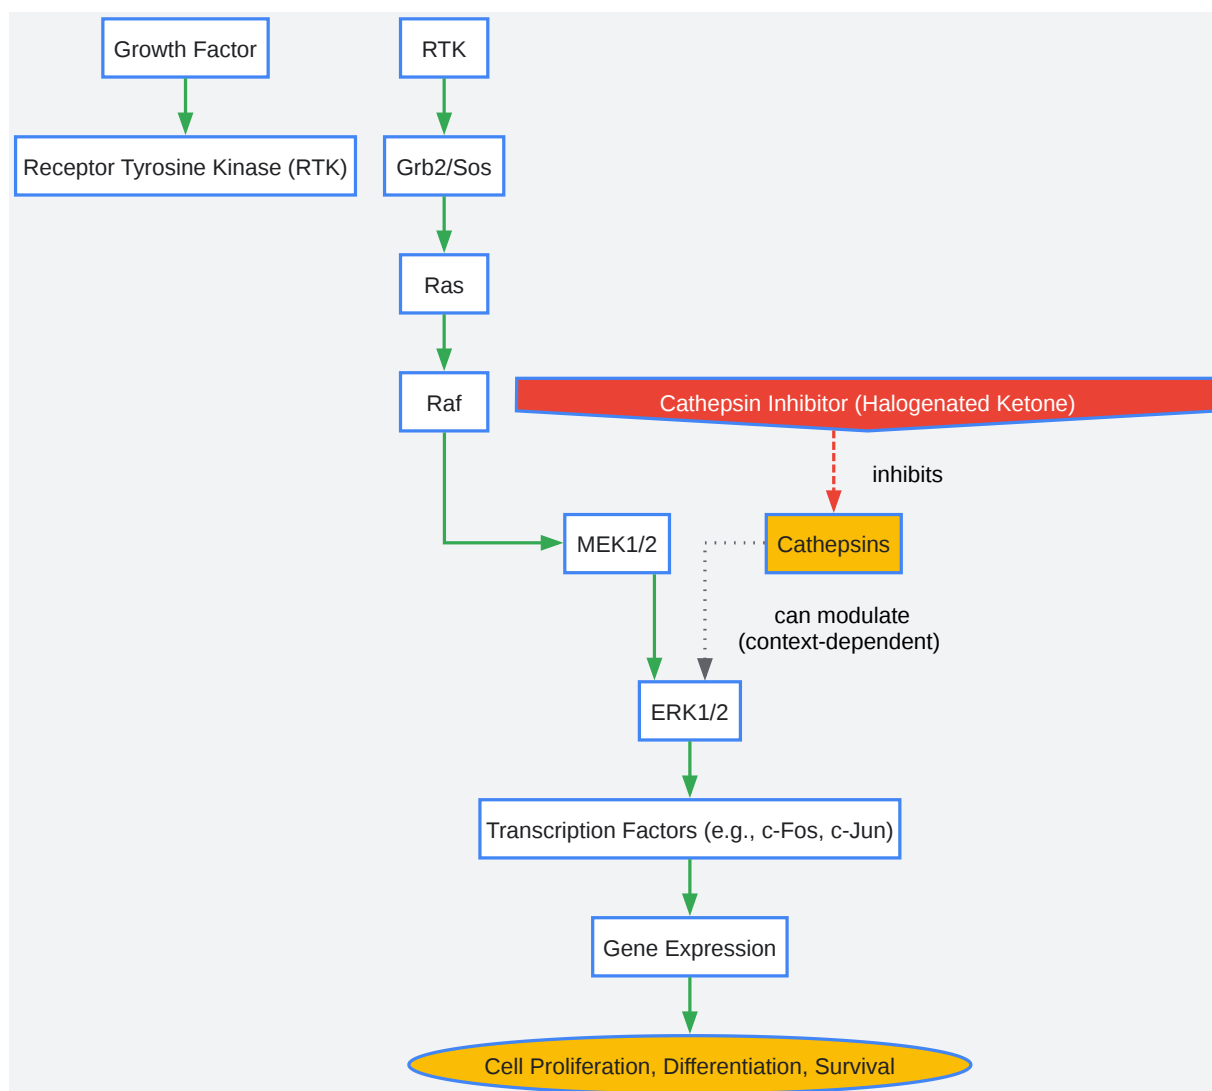 Growth Factor
RTK
Receptor Tyrosine Kinase (RTK)
Grb2/Sos
Ras
Raf
Cathepsin Inhibitor (Halogenated Ketone)
inhibits
MEK1/2
Cathepsins
can modulate
(context-dependent)
ERK1/2
Transcription Factors (e.g., c-Fos, c-Jun)
Gene Expression
Cell Proliferation, Differentiation, Survival